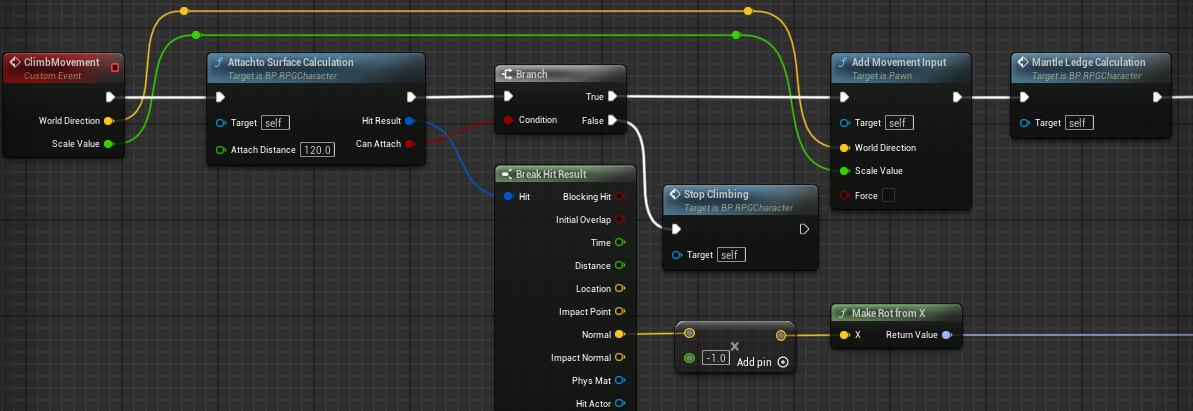 ClimbMovement
Custom Event
World Direction
Scale Value
f Attachto Surface Calculation
Target is BP RPGCharacter
Target self
Attach Distance 120.0
Hit Result
Can Attach
Branch
Condition
True
False
Break Hit Result
Hit
Blocking Hit
Initial Overlap
Time
Distance
Location
Impact Point
Normal
Impact Normal
Phys Mat
Hit Actor
Stop Climbing
Target is BP RPGCharacter
Target self
-1.0
Add pin
f Add Movement Input
Target is Pawn
Target self
World Direction
Scale Value
Force
f Make Rot from X
X Return Value
Mantle Ledge Calculation
Target is BP RPGCharacter
Target self